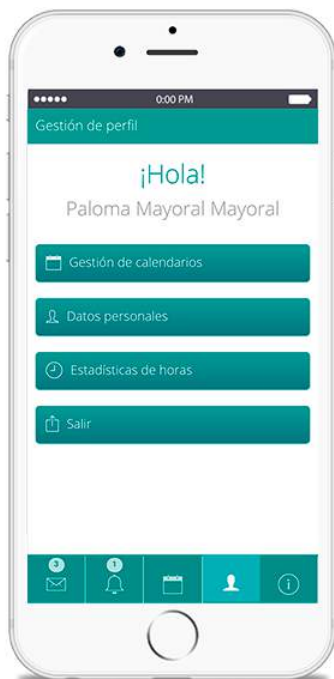 0:00 PM
Gestión de perfil
¡Hola!
Paloma Mayoral Mayoral
Gestión de calendarios
Datos personales
Estadísticas de horas
Salir
3
1